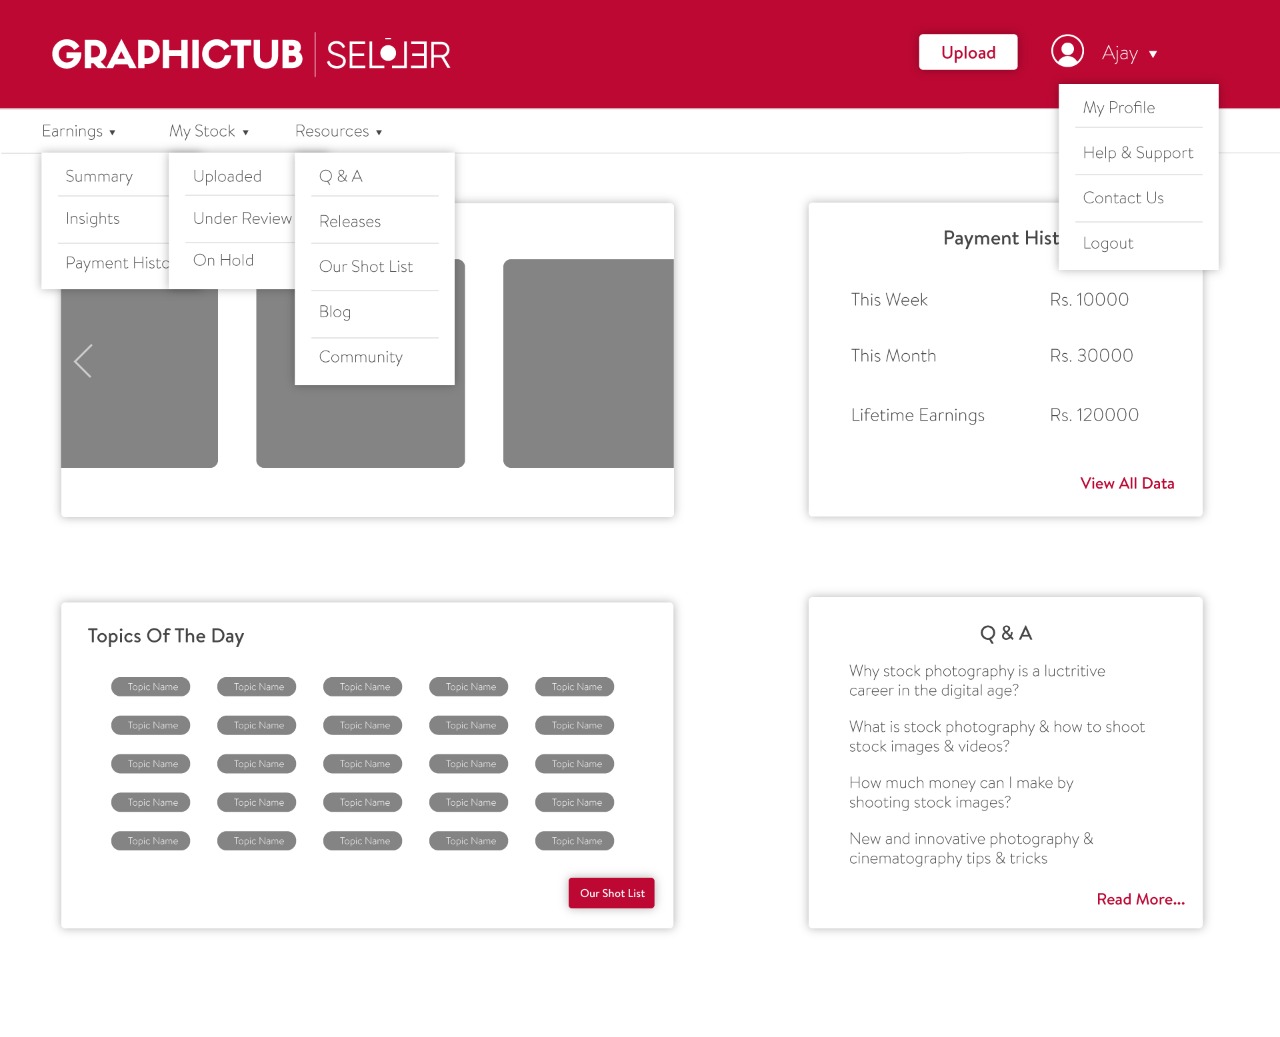 GRAPHICTUB | SELLER
Upload
Ajay ▾
Earnings ▾
My Stock ▾
Resources ▾
My Profile
Help & Support
Contact Us
Logout
Summary
Insights
Payment Histo
Uploaded
Under Review
On Hold
Q & A
Releases
Our Shot List
Blog
Community
Payment Hist
This Week Rs. 10000
This Month Rs. 30000
Lifetime Earnings Rs. 120000
View All Data
Topics Of The Day
Topic Name Topic Name Topic Name Topic Name Topic Name
Topic Name Topic Name Topic Name Topic Name Topic Name
Topic Name Topic Name Topic Name Topic Name Topic Name
Topic Name Topic Name Topic Name Topic Name Topic Name
Topic Name Topic Name Topic Name Topic Name Topic Name
Our Shot List
Q & A
Why stock photography is a luctritive
career in the digital age?
What is stock photography & how to shoot
stock images & videos?
How much money can I make by
shooting stock images?
New and innovative photography &
cinematography tips & tricks
Read More...